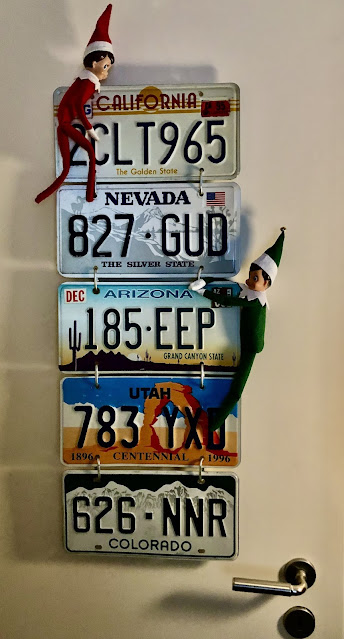 CALIFORNIA
2CLT965
The Golden State
NEVADA
827·GUD
THE SILVER STATE
DEC ARIZONA
185·EEP
GRAND CANYON STATE
UTAH
783 YXD
1896 CENTENNIAL 1996
626·NNR
COLORADO